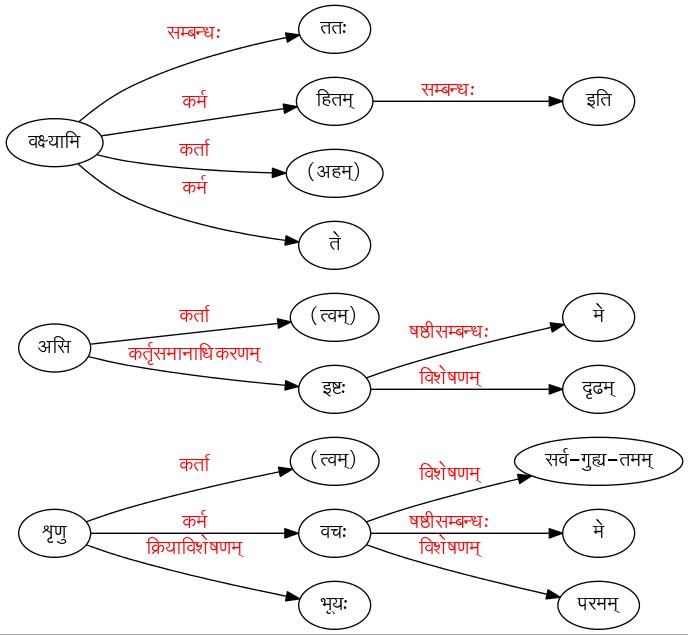 ततः
सम्बन्धः
कर्म
हितम्
सम्बन्धः
इति
वक्ष्यामि
कर्ता
(अहम्)
कर्म
ते
कर्ता
(त्वम्)
षष्ठीसम्बन्धः
मे
असि
कर्तृसमानाधिकरणम्
इष्टः
विशेषणम्
दृढम्
कर्ता
(त्वम्)
विशेषणम्
सर्व-गुह्य-तमम्
शृणु
कर्म
वचः
षष्ठीसम्बन्धः
मे
क्रियाविशेषणम्
विशेषणम्
भूयः
परमम्